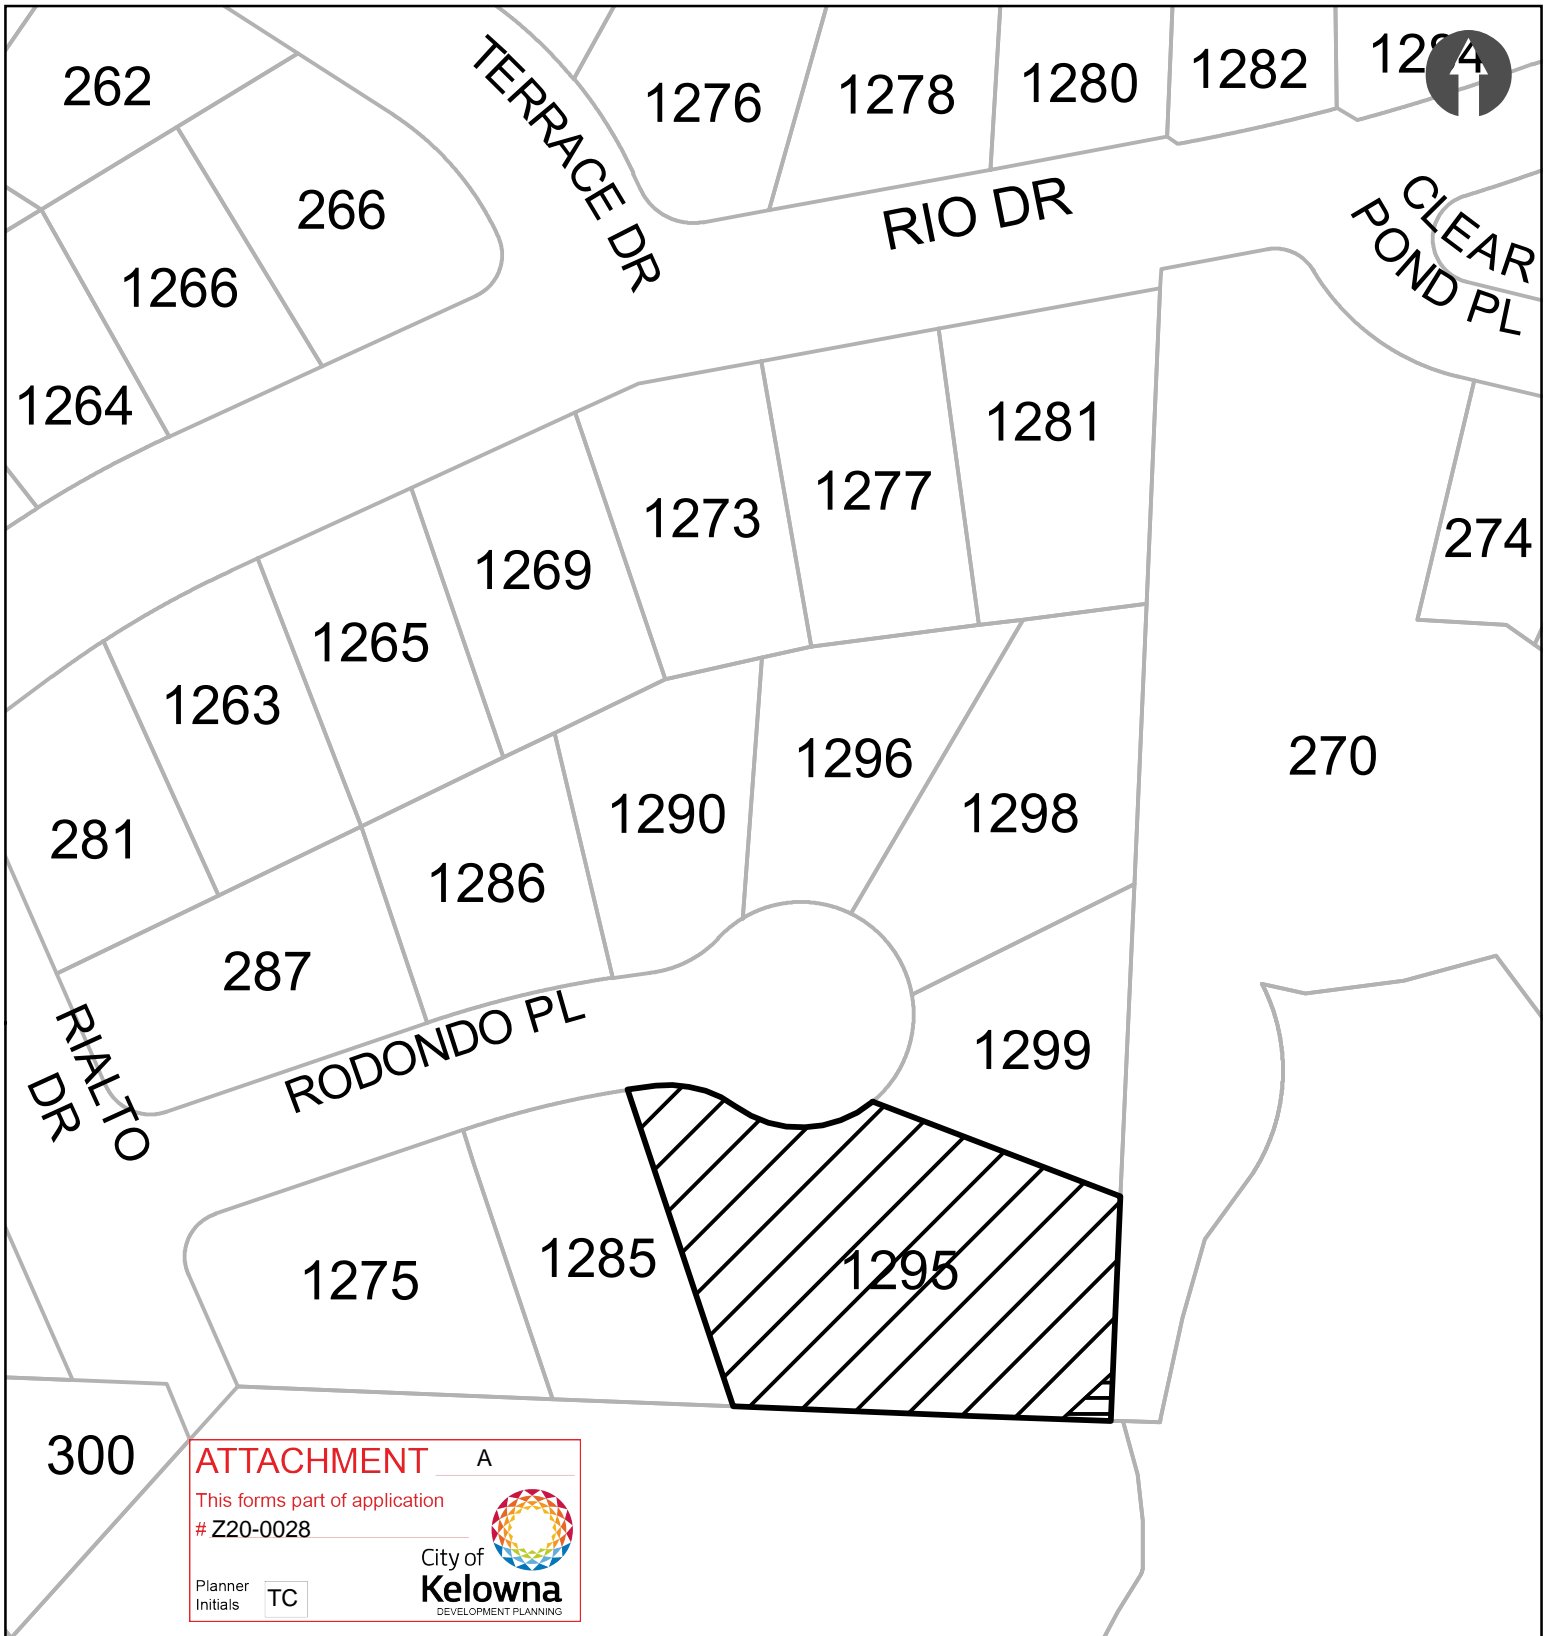 262
1276
1278
1280
1282
TERRACE DR
266
RIO DR
CLEAR
POND PL
1266
1264
1281
1277
1273
274
1269
1265
1263
1296
270
1298
1290
281
1286
287
RODONDO PL
RIALTO
DR
1299
1275
1285
1295
300
ATTACHMENT A
This forms part of application
# Z20-0028
City of
Kelowna
DEVELOPMENT PLANNING
Planner
Initials TC